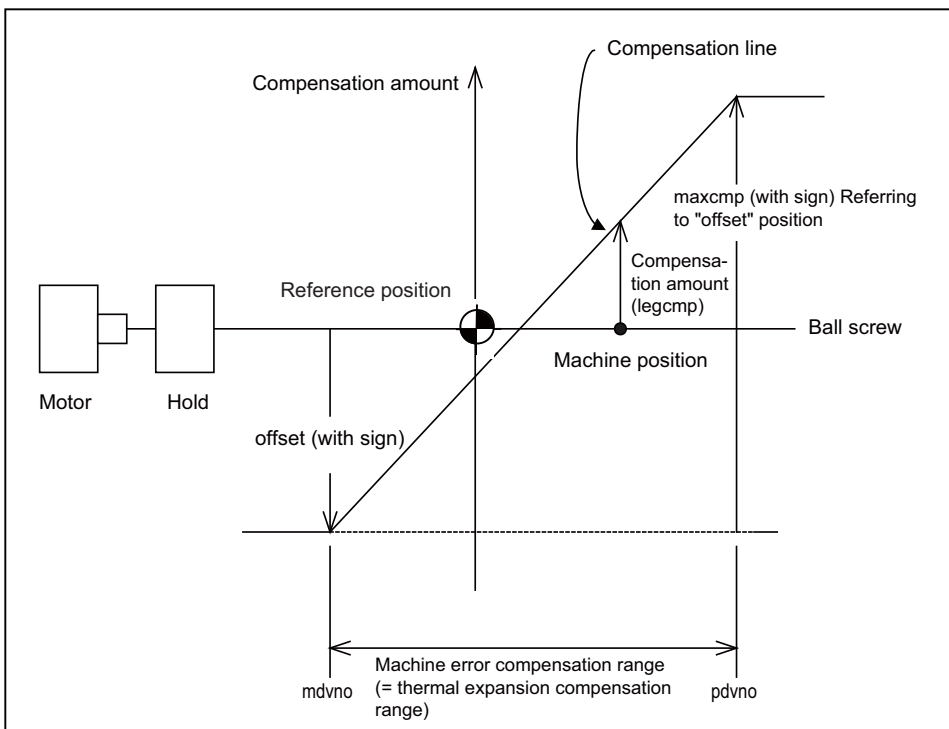 Compensation line
Compensation amount
maxcmp (with sign) Referring
to "offset" position
Compensa-
tion amount
(legcmp)
Reference position
Ball screw
Machine position
Motor
Hold
offset (with sign)
Machine error compensation range
(= thermal expansion compensation
range)
mdvno
pdvno